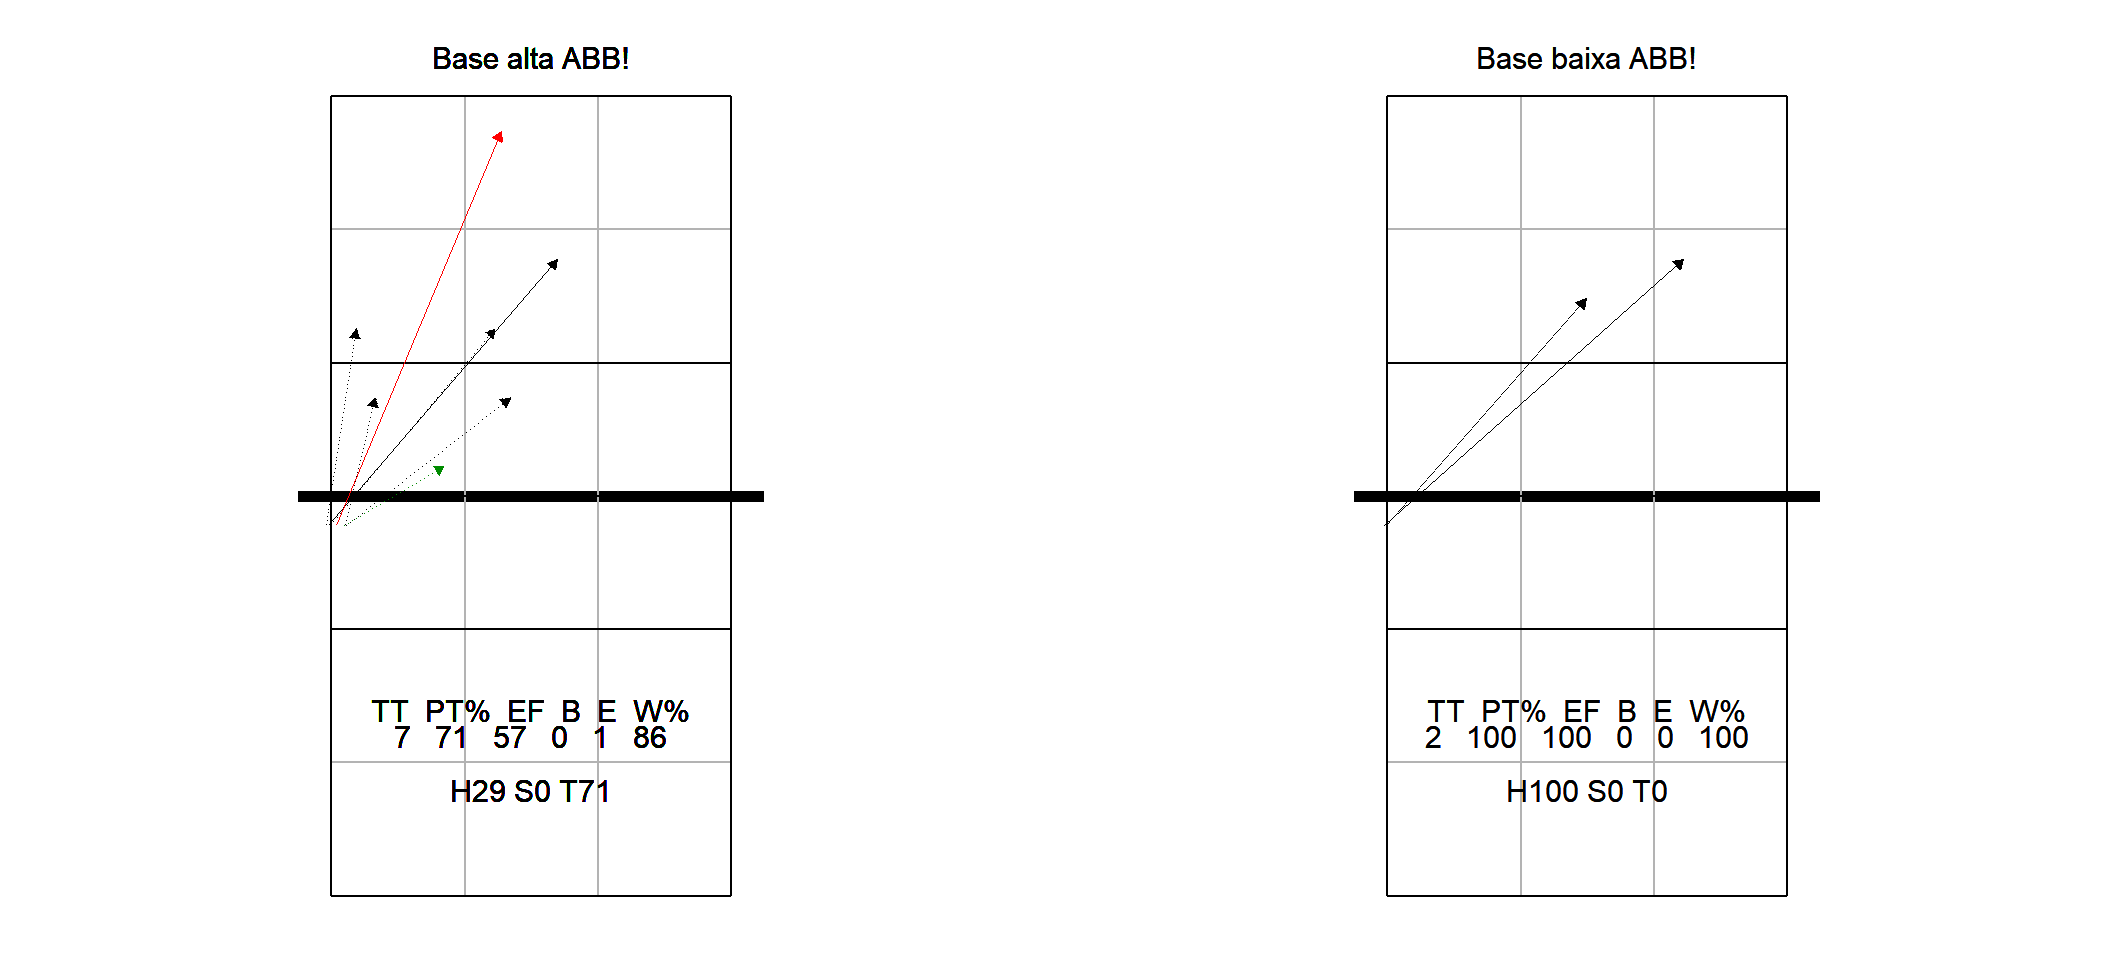 Base alta ABB!
TT PT% EF B E W%
7 71 57 0 1 86
H29 S0 T71
Base baixa ABB!
TT PT% EF B E W%
2 100 100 0 0 100
H100 S0 T0